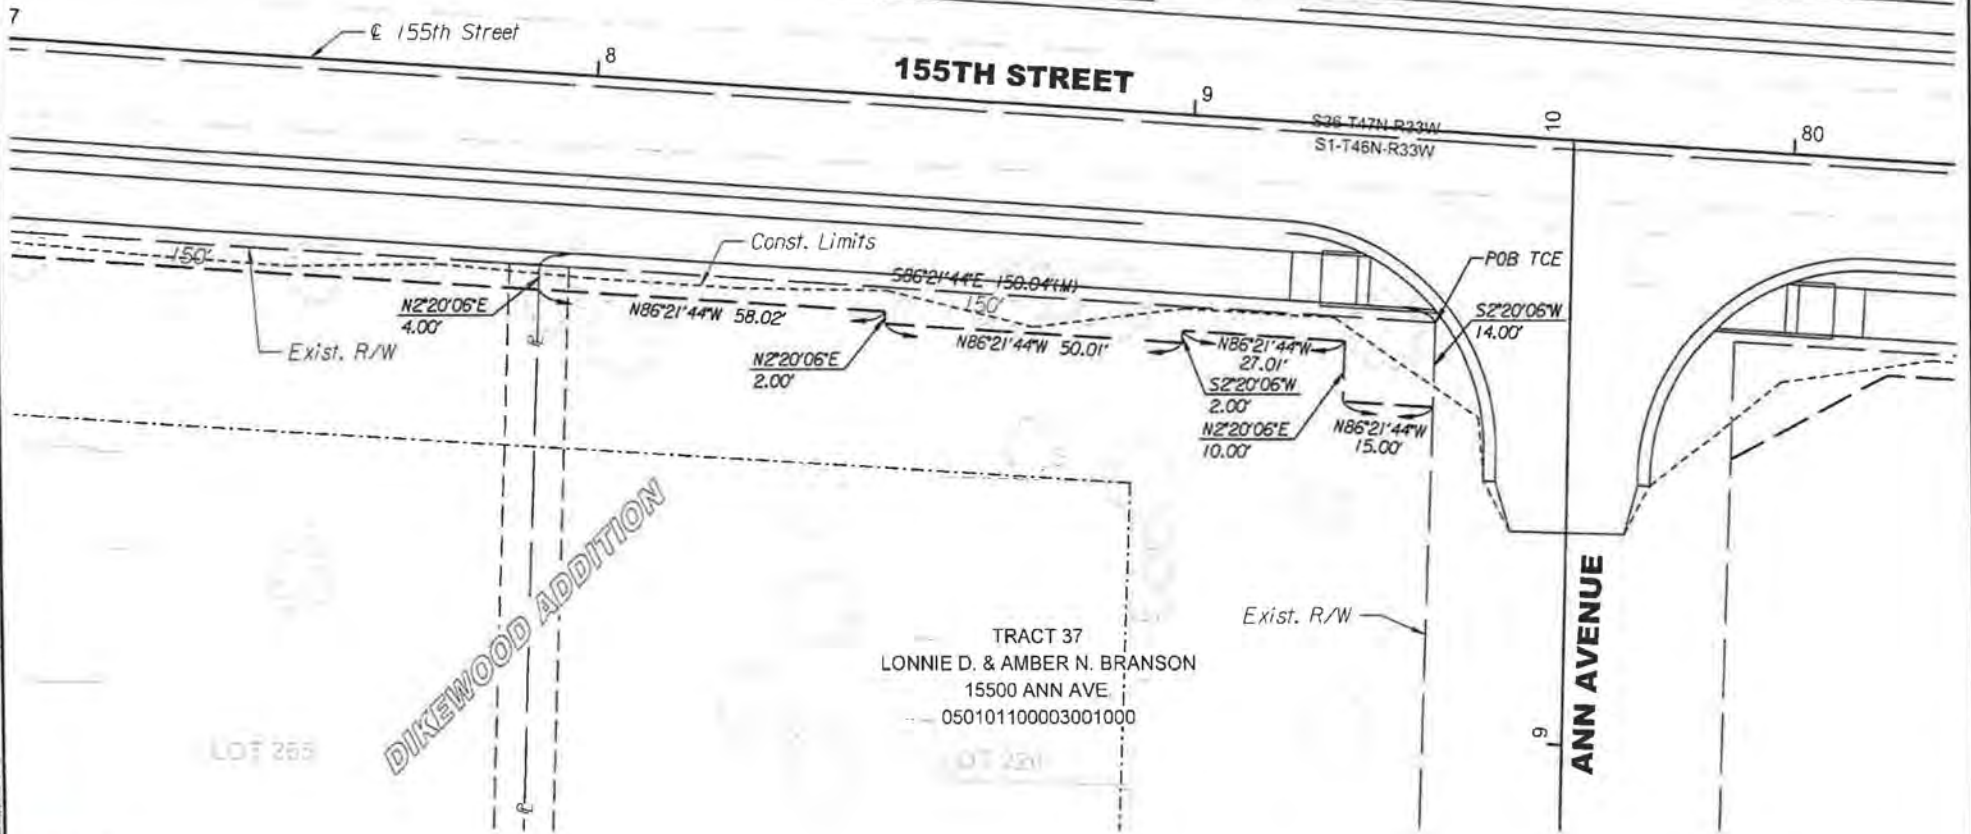 7
℄ 155th Street
8
155TH STREET
9
S36-T47N-R33W
S1-T46N-R33W
10
80
150'
Const. Limits
S86°21'44"E 150.04'(M)
150'
POB TCE
N2°20'06"E
4.00'
N86°21'44"W 58.02'
Exist. R/W
N2°20'06"E
2.00'
N86°21'44"W 50.01'
N86°21'44"W
27.01'
S2°20'06"W
2.00'
S2°20'06"W
14.00'
N2°20'06"E
10.00'
N86°21'44"W
15.00'
DIKEWOOD ADDITION
TRACT 37
LONNIE D. & AMBER N. BRANSON
15500 ANN AVE.
050101100003001000
Exist. R/W
ANN AVENUE
9
LOT 255